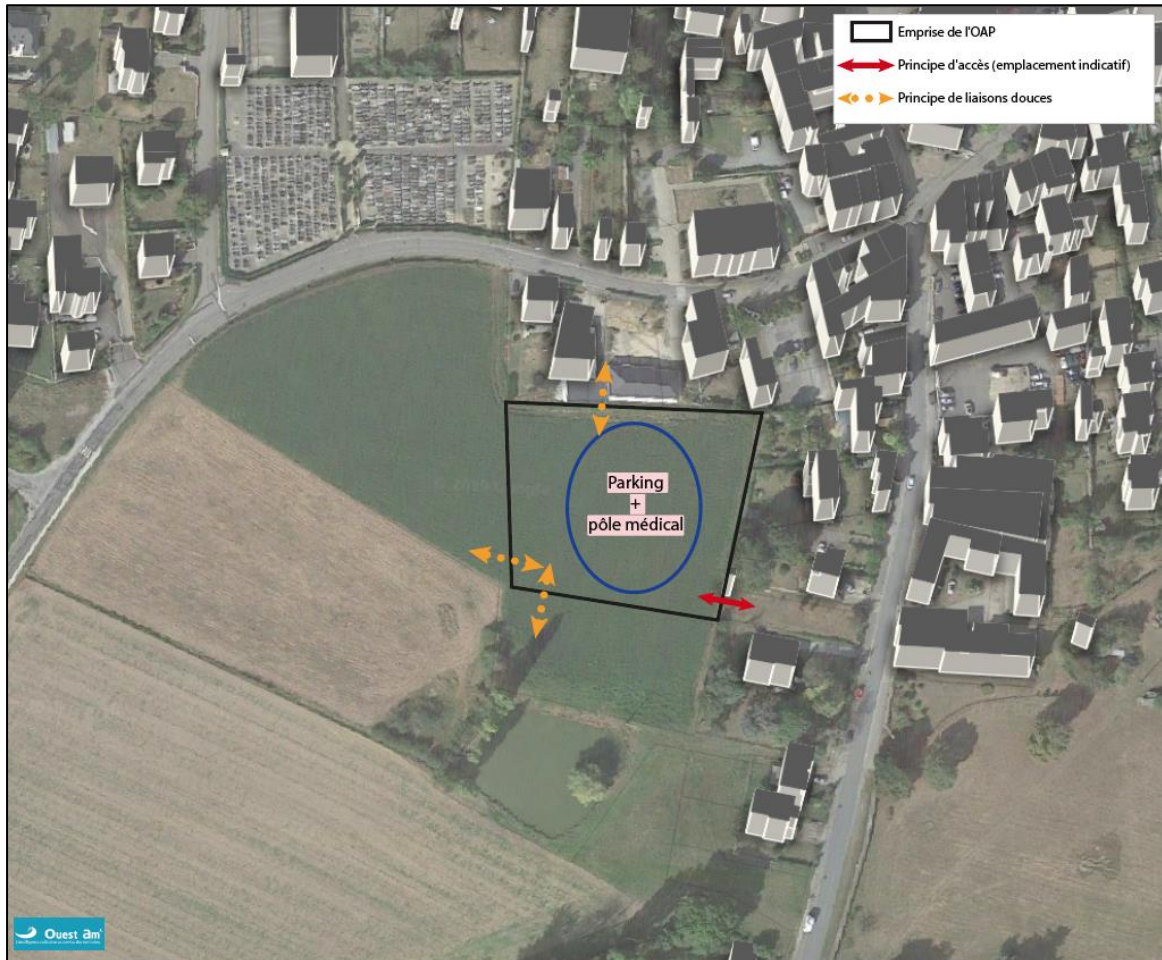 Emprise de l'OAP
Principe d'accès (emplacement indicatif)
Principe de liaisons douces
Parking
+
pôle médical
Ouest am'